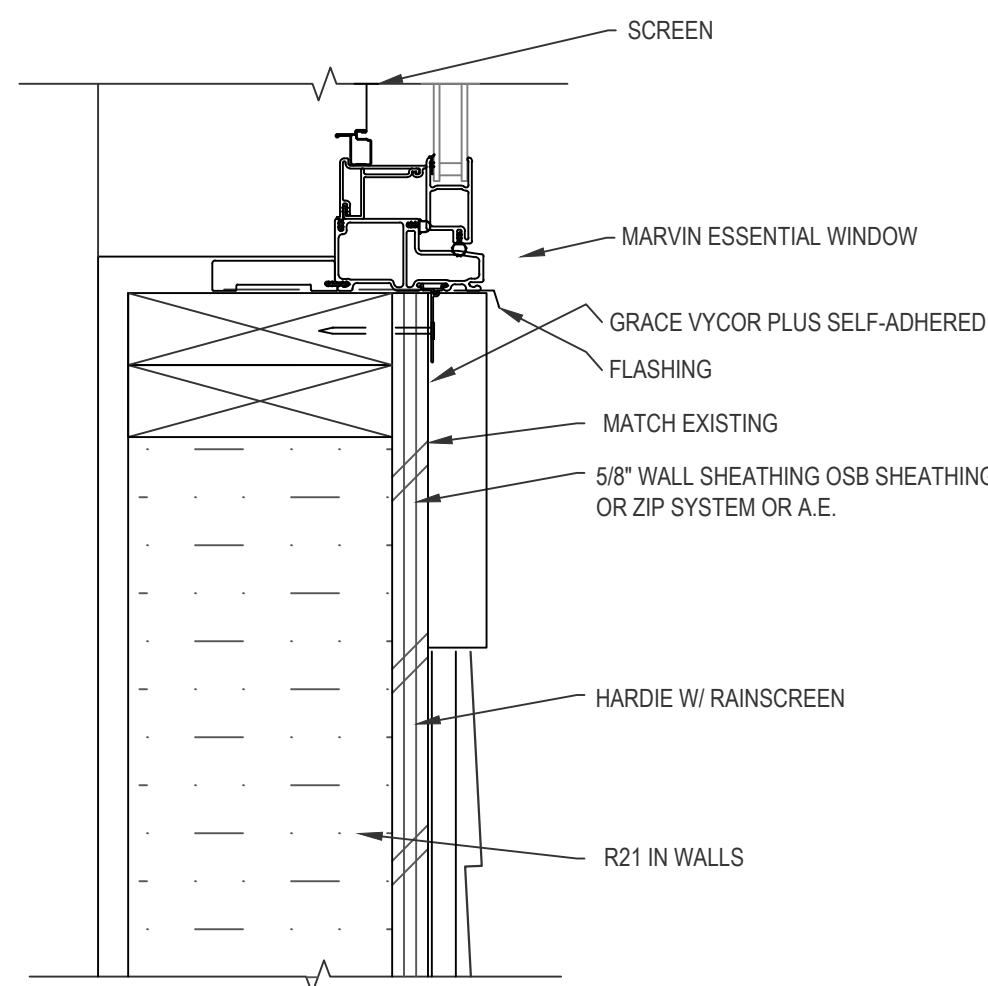 SCREEN
MARVIN ESSENTIAL WINDOW
GRACE VYCOR PLUS SELF-ADHERED
FLASHING
MATCH EXISTING
5/8" WALL SHEATHING OSB SHEATHING
OR ZIP SYSTEM OR A.E.
HARDIE W/ RAINSCREEN
R21 IN WALLS